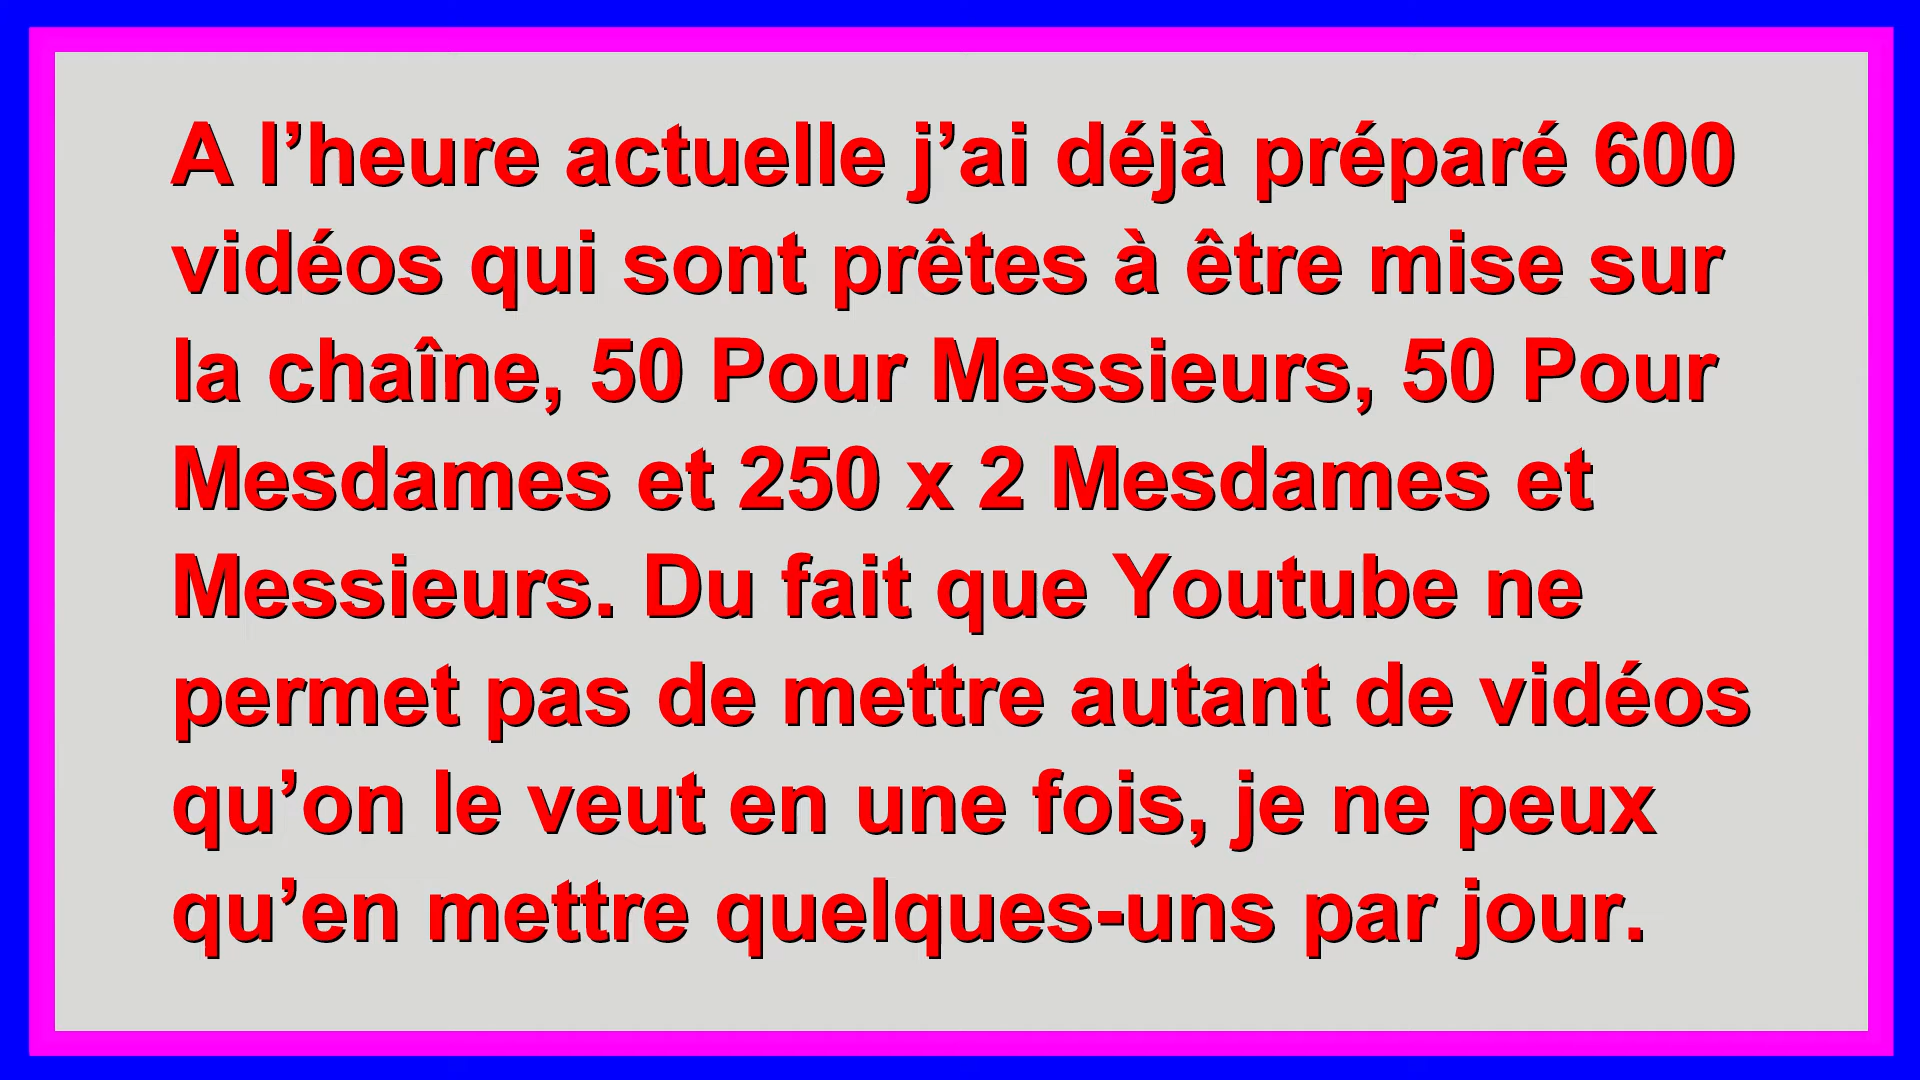 A l’heure actuelle j’ai déjà préparé 600
vidéos qui sont prêtes à être mise sur
la chaîne, 50 Pour Messieurs, 50 Pour
Mesdames et 250 x 2 Mesdames et
Messieurs. Du fait que Youtube ne
permet pas de mettre autant de vidéos
qu’on le veut en une fois, je ne peux
qu’en mettre quelques-uns par jour.